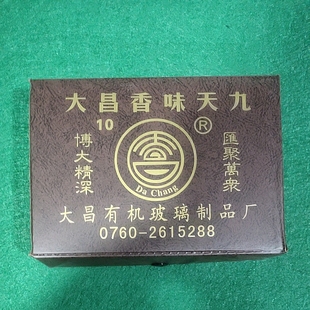 大昌香味天九
10
®
博大精深
匯聚萬衆
Da Chang
大昌有机玻璃制品厂
0760-2615288